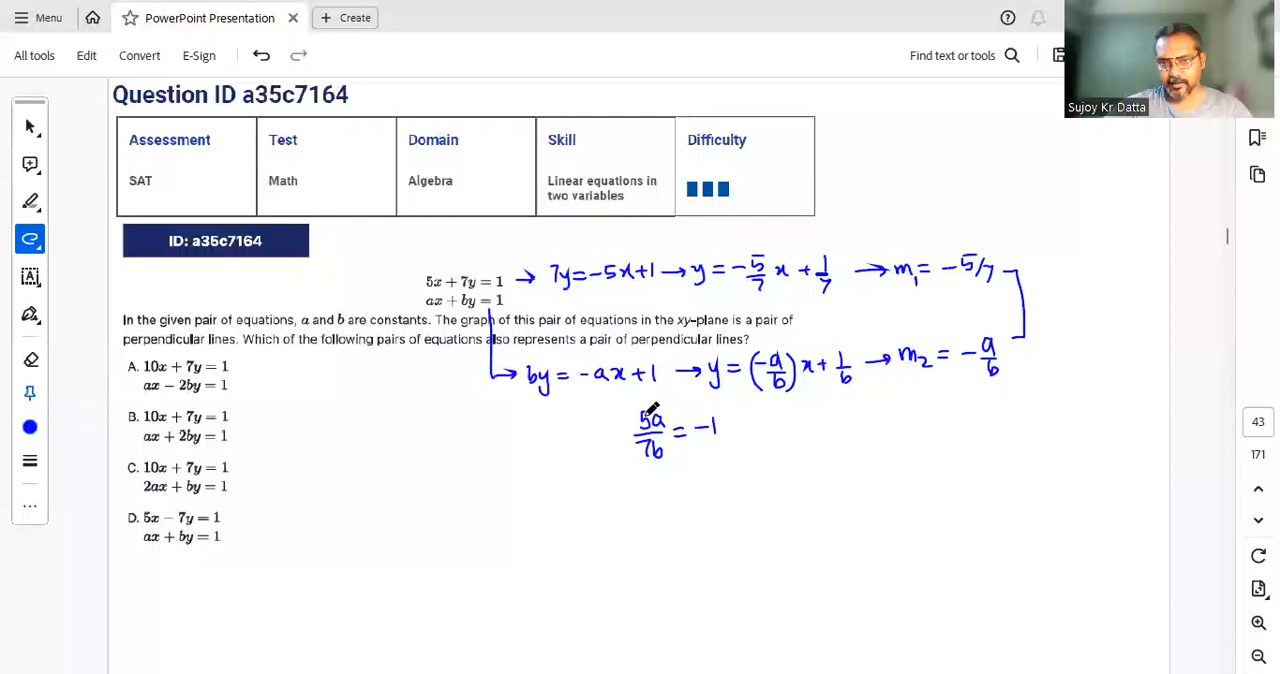 Menu
PowerPoint Presentation
Create
All tools
Edit
Convert
E-Sign
Find text or tools
Sujoy Kr Datta
Question ID a35c7164
Assessment Test Domain Skill Difficulty
SAT Math Algebra Linear equations in two variables
ID: a35c7164
5x + 7y = 1 → 7y = -5x+1 → y = -5/7 x + 1/7 → m₁ = -5/7
ax + by = 1
In the given pair of equations, a and b are constants. The graph of this pair of equations in the xy-plane is a pair of
perpendicular lines. Which of the following pairs of equations also represents a pair of perpendicular lines?
→ by = -ax+1 → y = (-a/b) x + 1/b → m₂ = -a/b
A. 10x + 7y = 1
ax − 2by = 1
B. 10x + 7y = 1
ax + 2by = 1
C. 10x + 7y = 1
2ax + by = 1
D. 5x − 7y = 1
ax + by = 1
5a/7b = -1
43
171